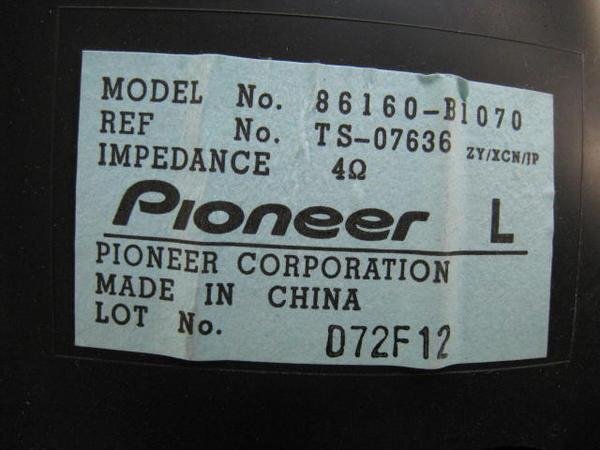 MODEL No. 86160-B1070
REF No. TS-07636 ZY/XCN/JP
IMPEDANCE 4Ω
Pioneer L
PIONEER CORPORATION
MADE IN CHINA
LOT No. D72F12